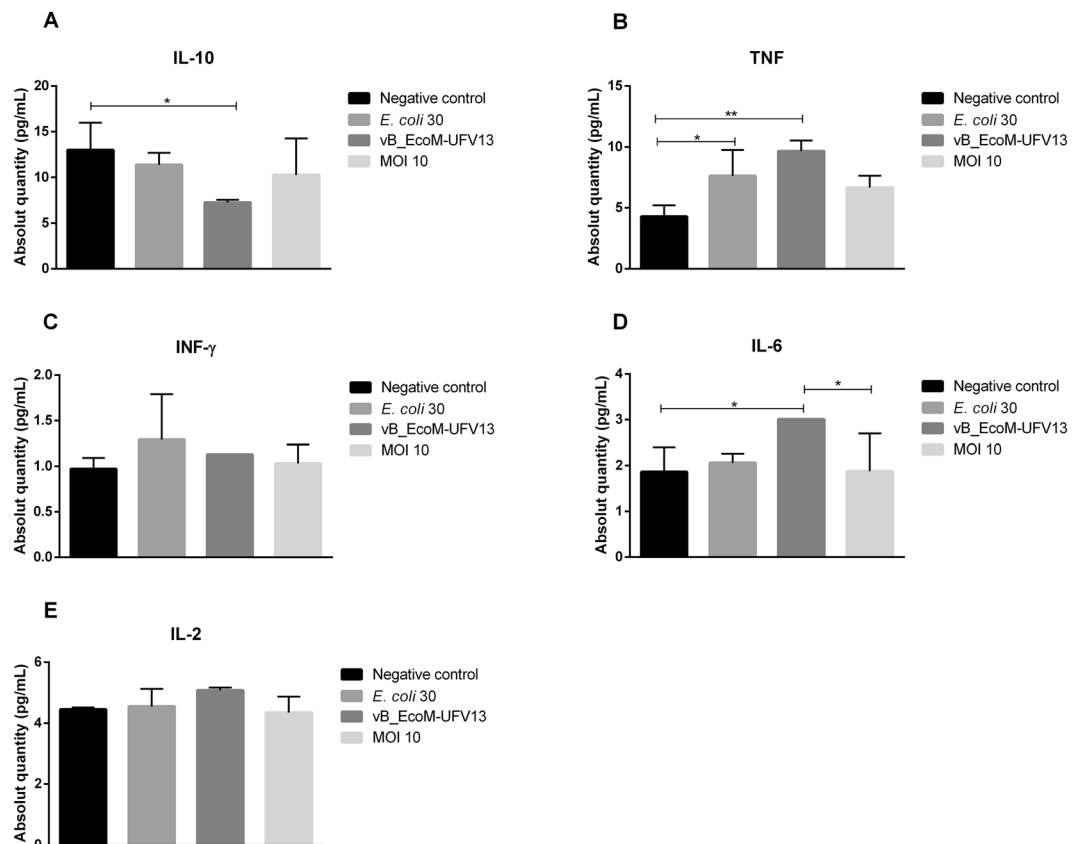 A
IL-10
Absolut quantity (pg/mL)
20
15
10
5
0
*
Negative control
E. coli 30
vB_EcoM-UFV13
MOI 10
B
TNF
Absolut quantity (pg/mL)
15
10
5
0
**
*
Negative control
E. coli 30
vB_EcoM-UFV13
MOI 10
C
INF-γ
Absolut quantity (pg/mL)
2.0
1.5
1.0
0.5
0.0
Negative control
E. coli 30
vB_EcoM-UFV13
MOI 10
D
IL-6
Absolut quantity (pg/mL)
4
3
2
1
0
*
*
Negative control
E. coli 30
vB_EcoM-UFV13
MOI 10
E
IL-2
Absolut quantity (pg/mL)
6
4
2
0
Negative control
E. coli 30
vB_EcoM-UFV13
MOI 10